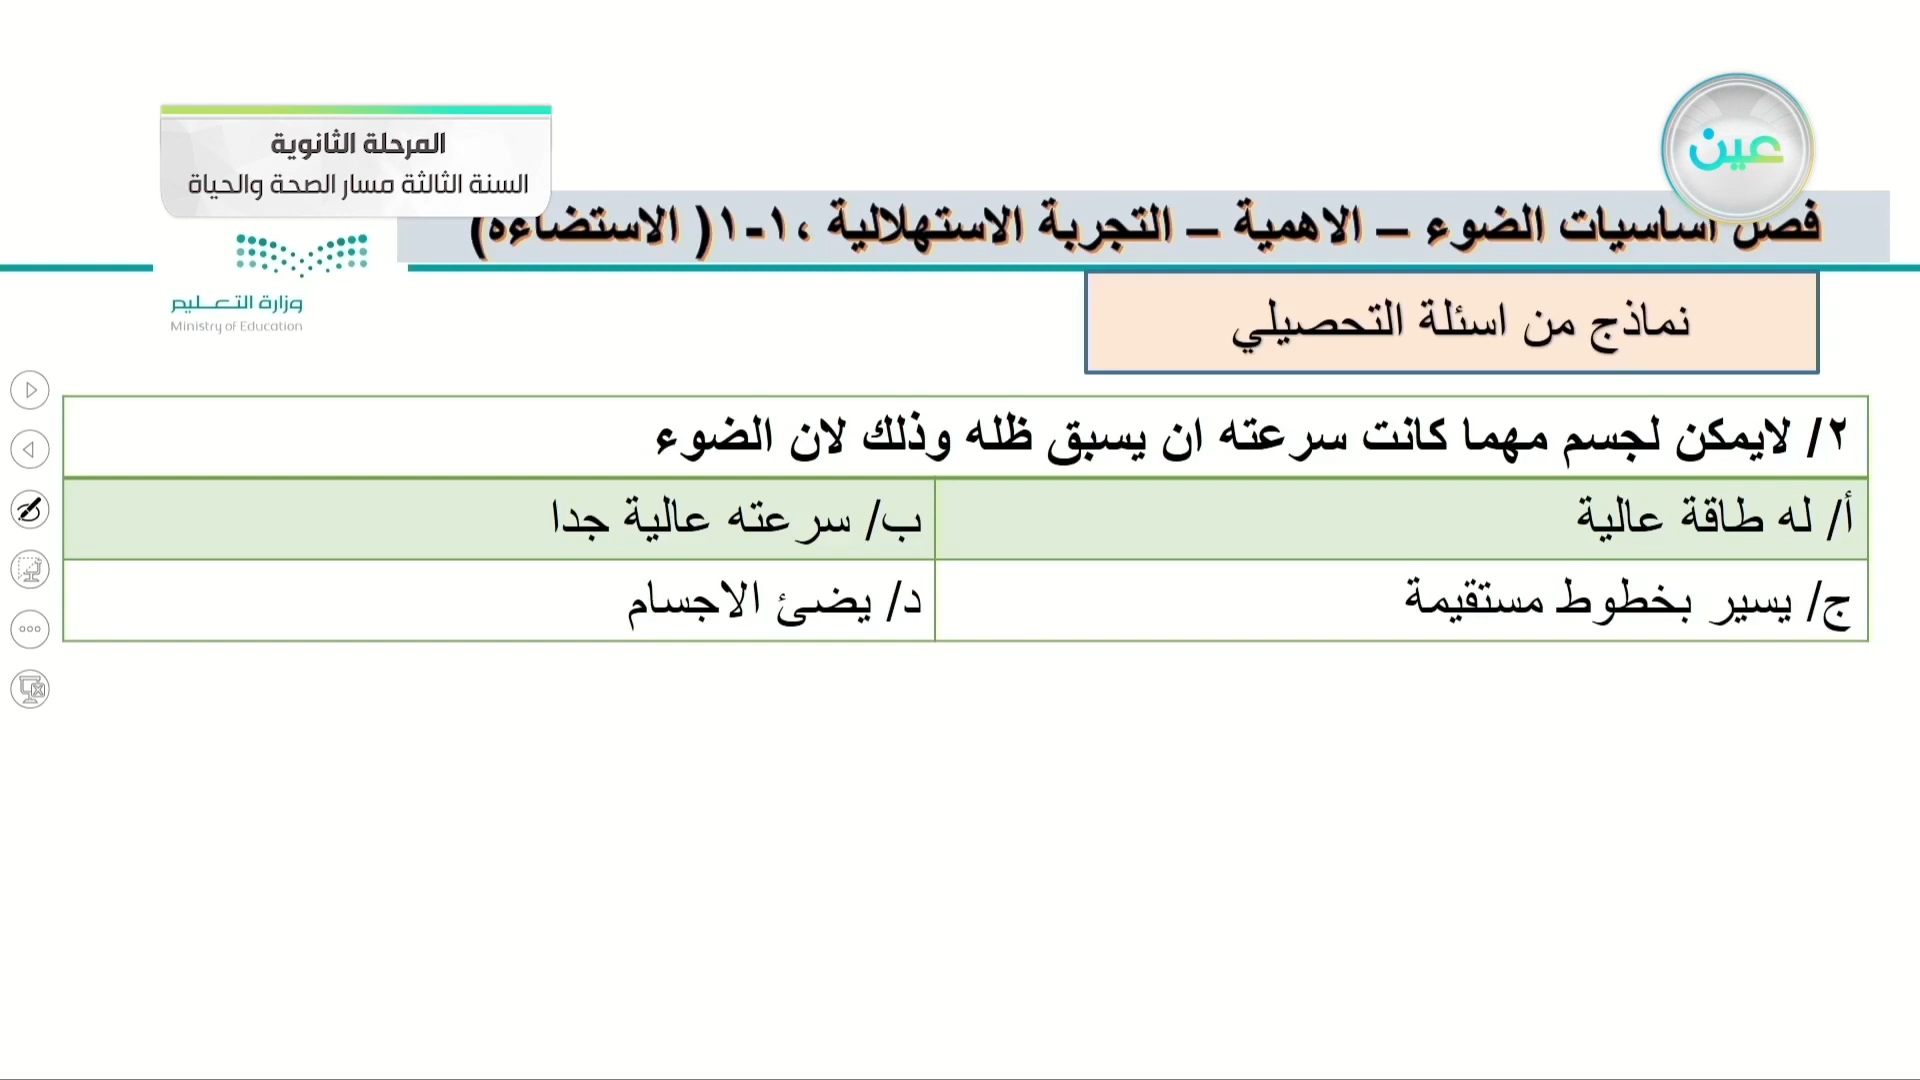 المرحلة الثانوية
السنة الثالثة مسار الصحة والحياة
عين
فصل اساسيات الضوء – الاهمية – التجربة الاستهلالية ،١-١( الاستضاءه)
وزارة التعليم
Ministry of Education
نماذج من اسئلة التحصيلي
٢/ لايمكن لجسم مهما كانت سرعته ان يسبق ظله وذلك لان الضوء
أ/ له طاقة عالية
ب/ سرعته عالية جدا
ج/ يسير بخطوط مستقيمة
د/ يضئ الاجسام